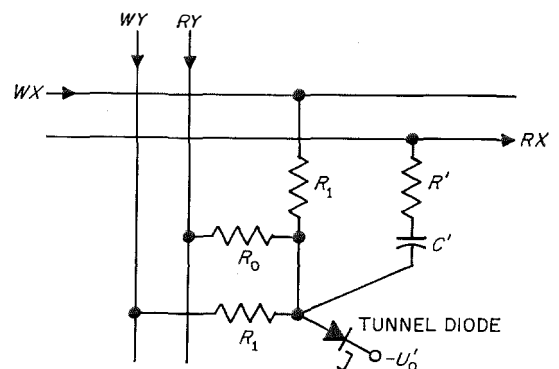 WY RY
WX
RX
R₁
R′
R₀
C′
R₁
TUNNEL DIODE
-U₀′